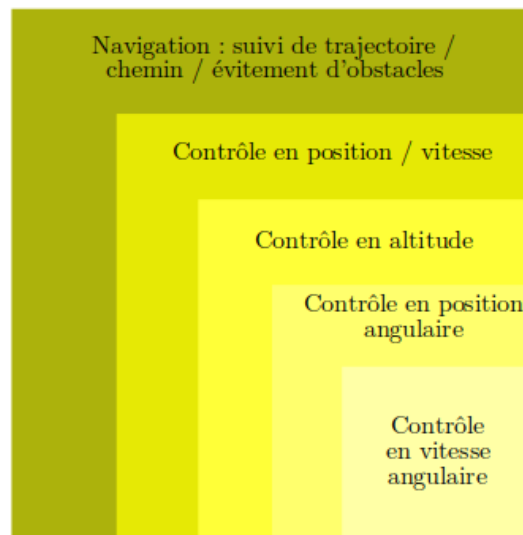 Navigation : suivi de trajectoire /
chemin / évitement d'obstacles
Contrôle en position / vitesse
Contrôle en altitude
Contrôle en position
angulaire
Contrôle
en vitesse
angulaire